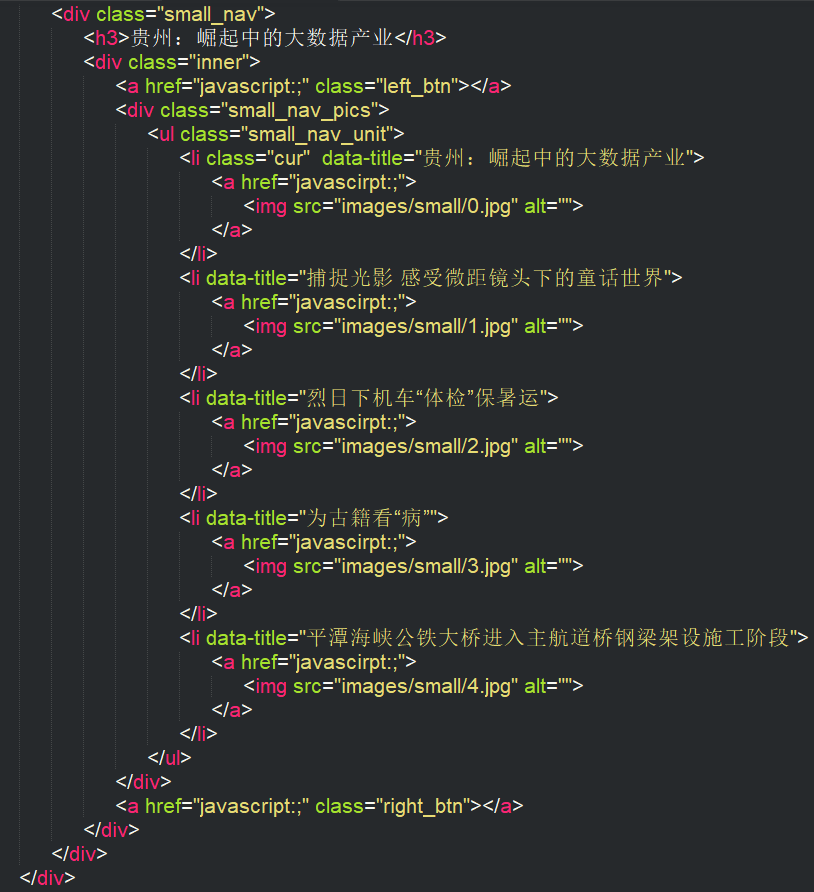 <div class="small_nav">
<h3>贵州：崛起中的大数据产业</h3>
<div class="inner">
<a href="javascript:;" class="left_btn"></a>
<div class="small_nav_pics">
<ul class="small_nav_unit">
<li class="cur"  data-title="贵州：崛起中的大数据产业">
<a href="javascirpt:;">
<img src="images/small/0.jpg" alt="">
</a>
</li>
<li data-title="捕捉光影 感受微距镜头下的童话世界">
<a href="javascirpt:;">
<img src="images/small/1.jpg" alt="">
</a>
</li>
<li data-title="烈日下机车“体检”保暑运">
<a href="javascirpt:;">
<img src="images/small/2.jpg" alt="">
</a>
</li>
<li data-title="为古籍看“病”">
<a href="javascirpt:;">
<img src="images/small/3.jpg" alt="">
</a>
</li>
<li data-title="平潭海峡公铁大桥进入主航道桥钢梁架设施工阶段">
<a href="javascirpt:;">
<img src="images/small/4.jpg" alt="">
</a>
</li>
</ul>
</div>
<a href="javascript:;" class="right_btn"></a>
</div>
</div>
</div>